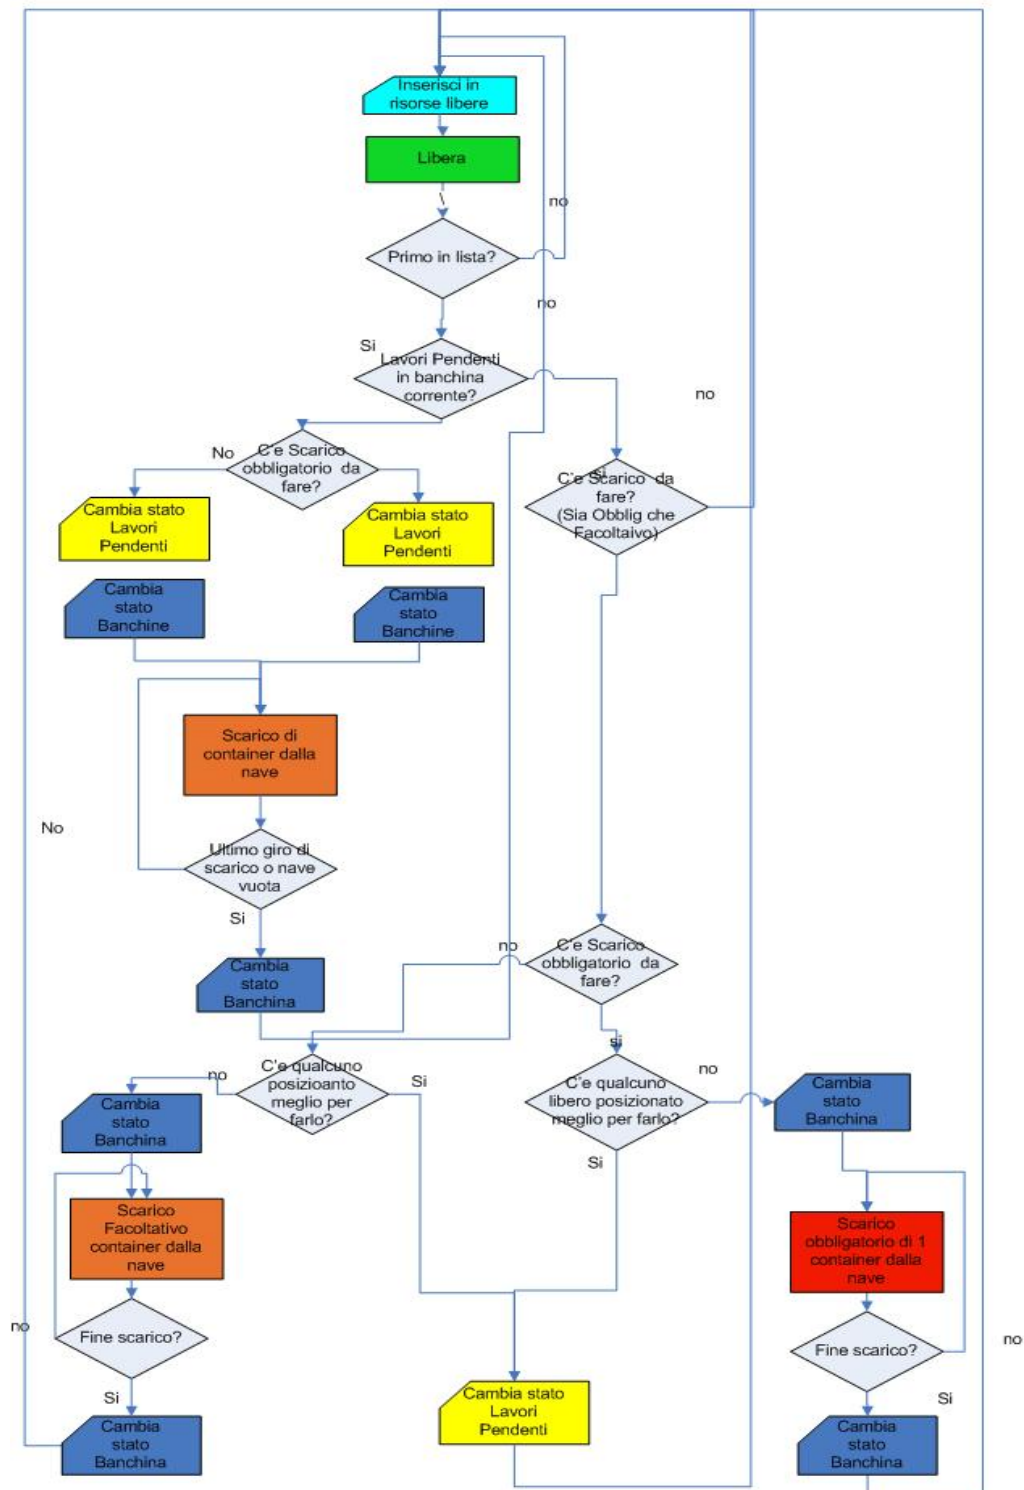 Inserisci in
risorse libere
Libera
no
Primo in lista?
no
Si
Lavori Pendenti
in banchina
corrente?
no
No
C'e Scarico
obbligatorio da
fare?
si
C'e Scarico da
fare?
(Sia Obblig che
Facoltaivo)
Cambia stato
Lavori
Pendenti
Cambia stato
Lavori
Pendenti
Cambia
stato
Banchine
Cambia
stato
Banchine
Scarico di
container dalla
nave
No
Ultimo giro di
scarico o nave
vuota
Si
Cambia
stato
Banchina
no
C'e Scarico
obbligatorio da
fare?
si
no
C'e qualcuno
posizioanto
meglio per
farlo?
Si
C'e qualcuno
libero posizionato
meglio per farlo?
no
Cambia
stato
Banchina
Cambia
stato
Banchina
Si
Scarico
Facoltativo
container dalla
nave
Scarico
obbligatorio di 1
container dalla
nave
no
Fine scarico?
Fine scarico?
no
Si
Si
Cambia
stato
Banchina
Cambia stato
Lavori
Pendenti
Cambia
stato
Banchina